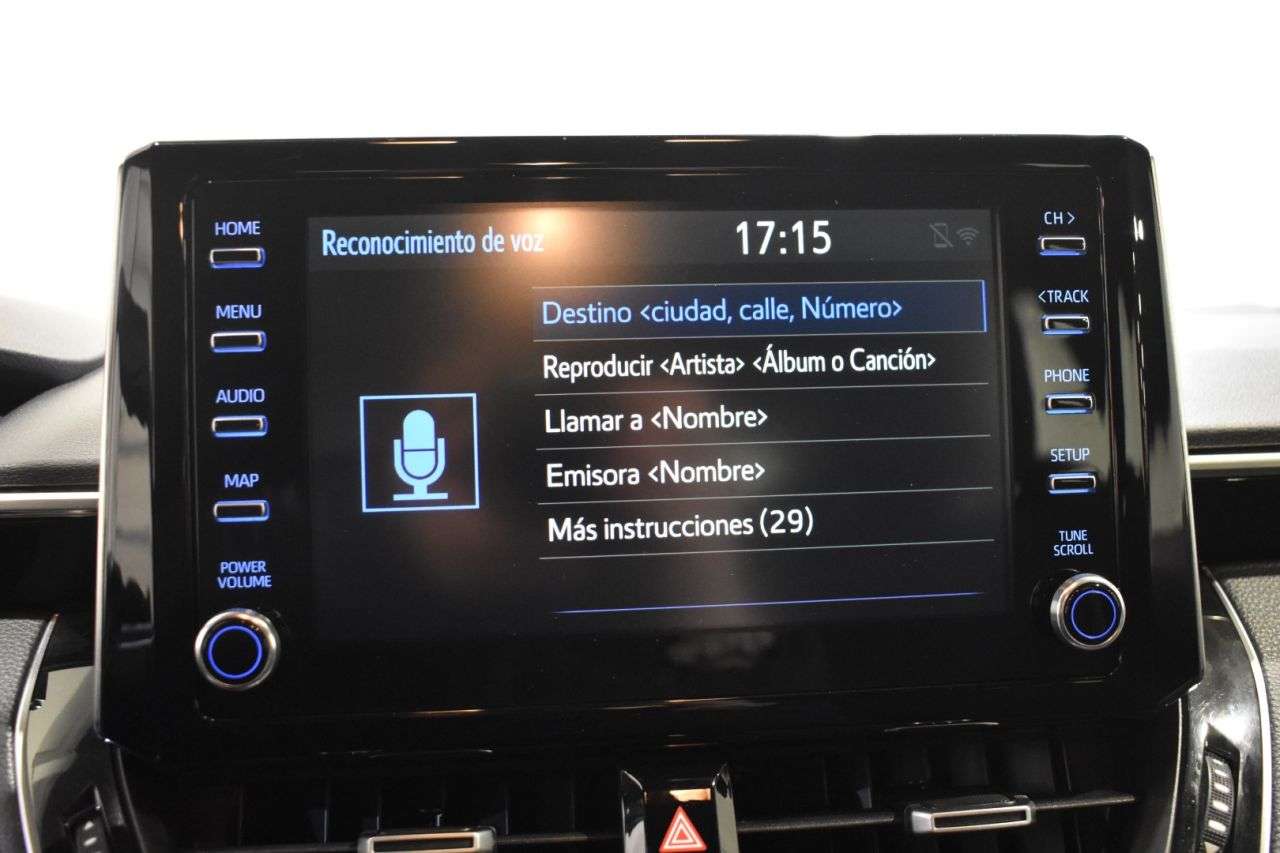 HOME
MENU
AUDIO
MAP
POWER
VOLUME
Reconocimiento de voz
17:15
Destino <ciudad, calle, Número>
Reproducir <Artista> <Álbum o Canción>
Llamar a <Nombre>
Emisora <Nombre>
Más instrucciones (29)
CH >
<TRACK
PHONE
SETUP
TUNE
SCROLL